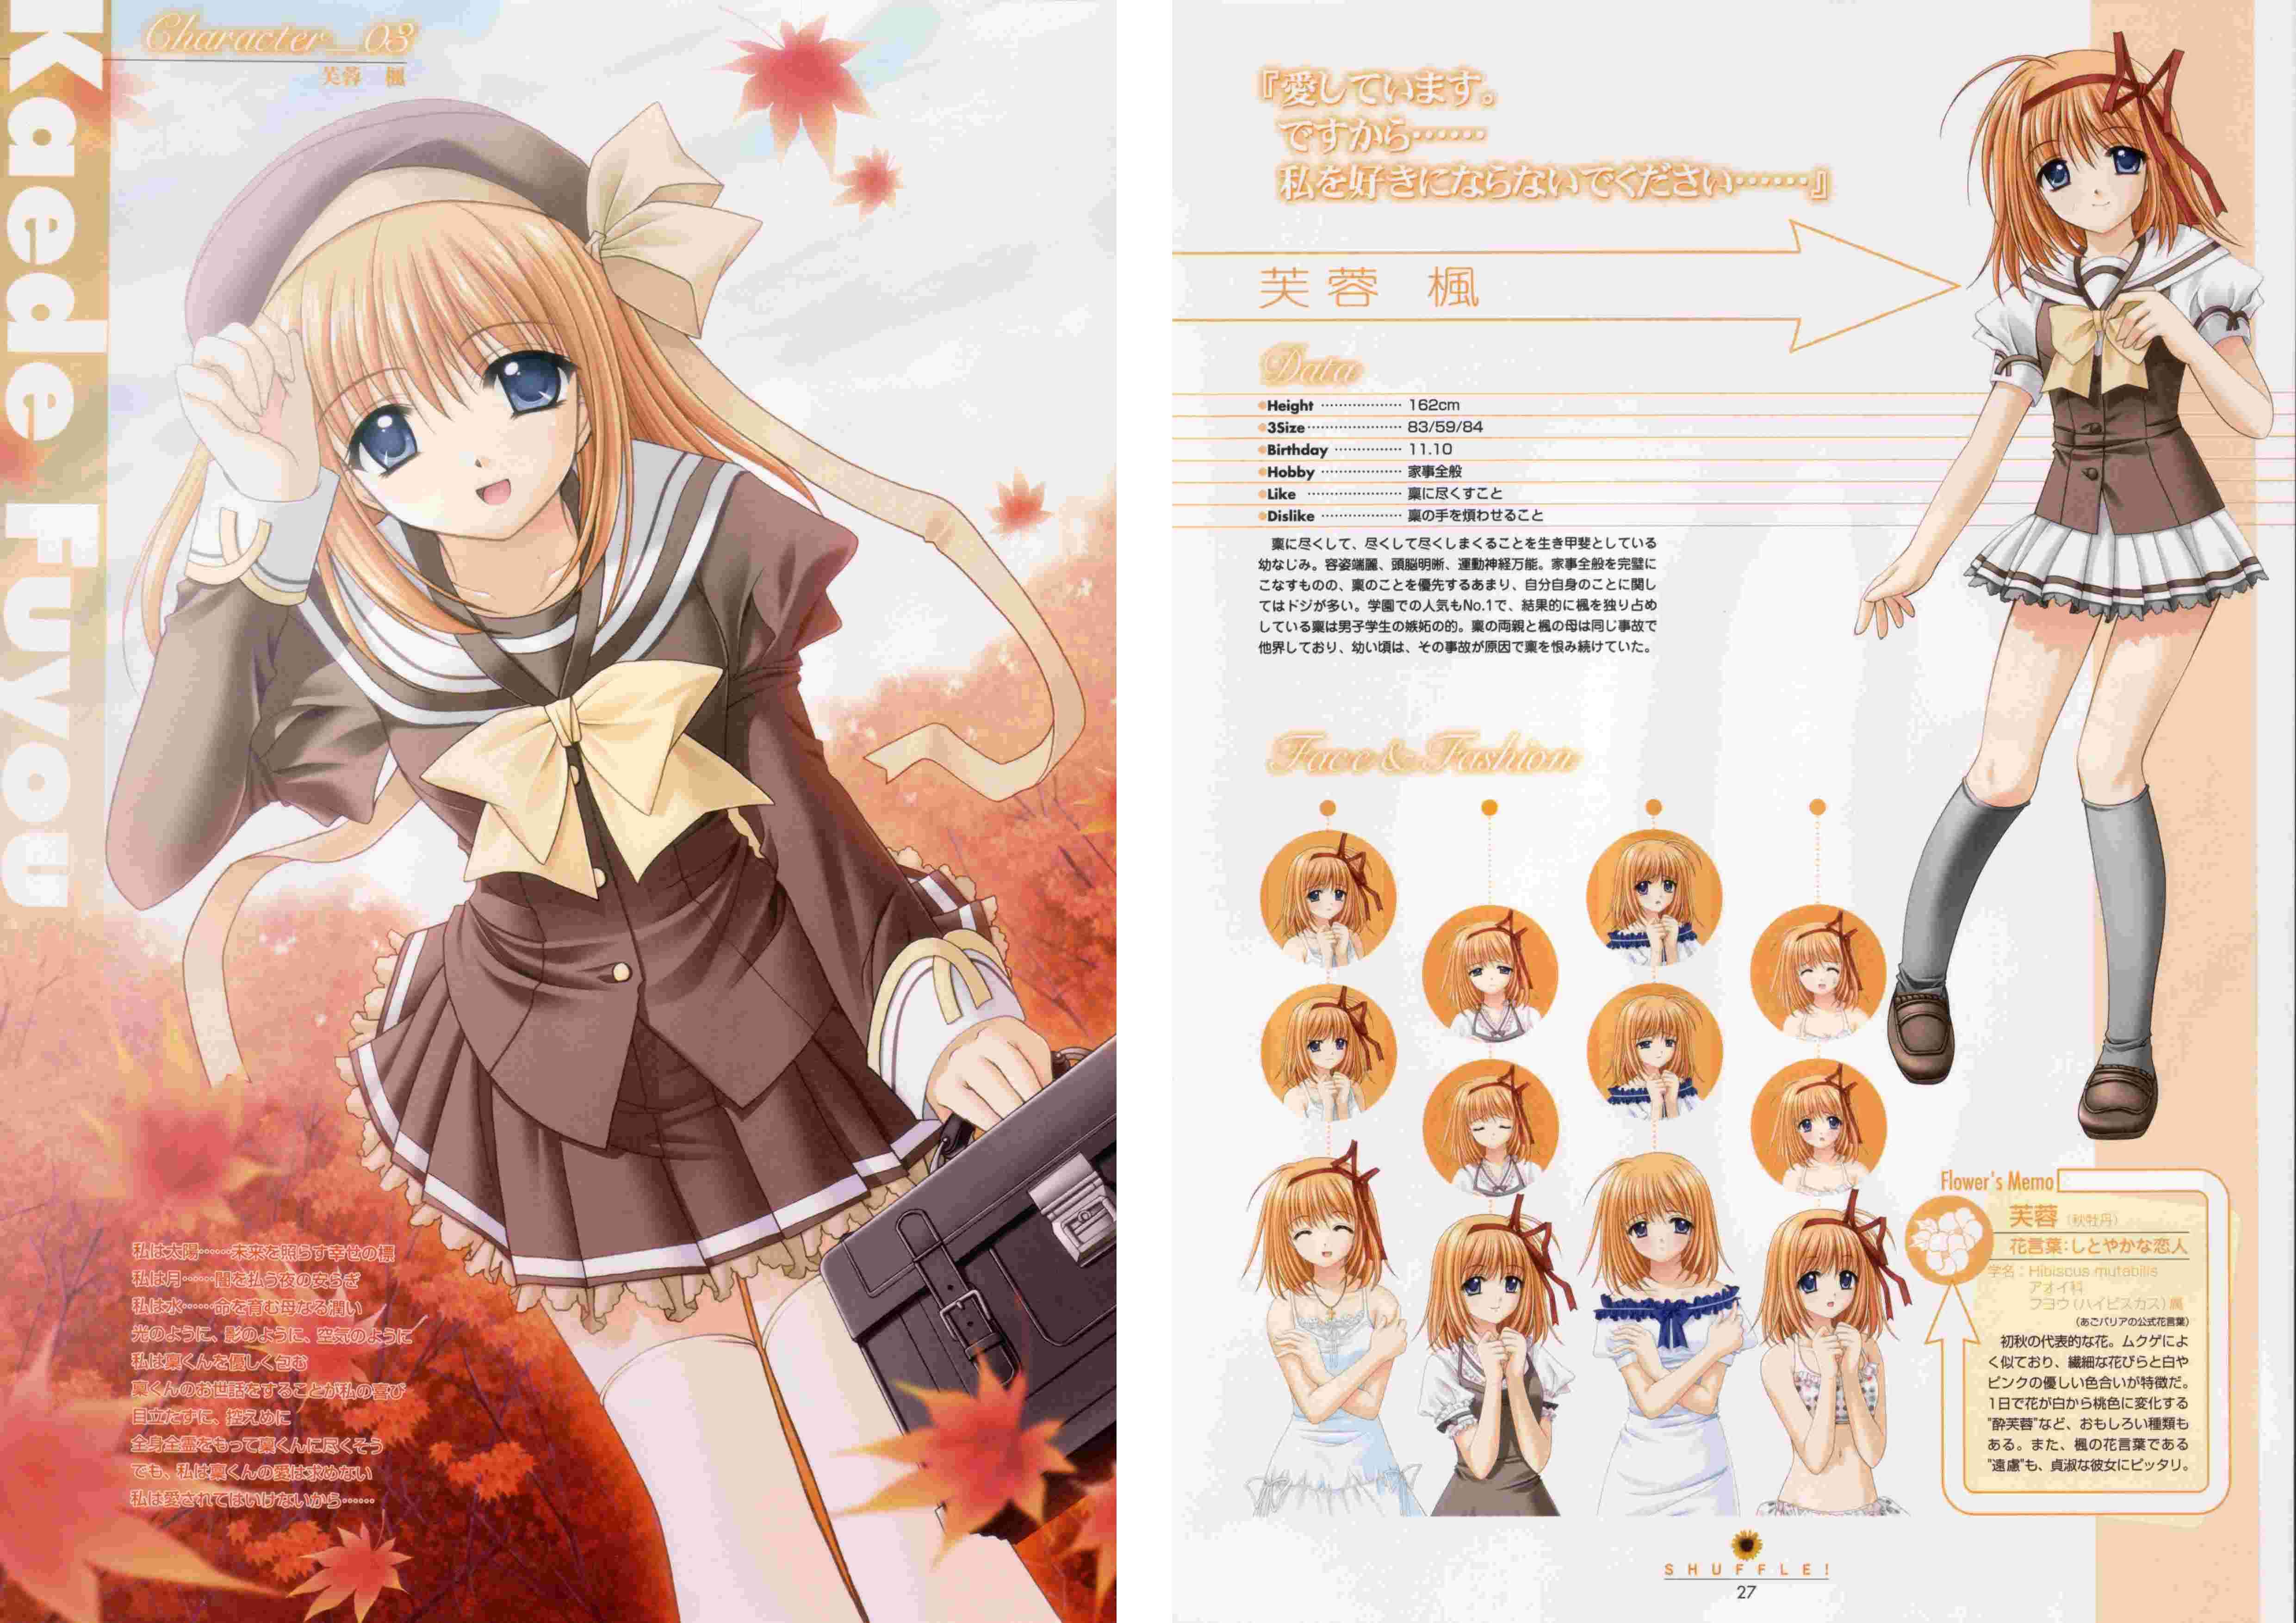 Kaede Fuyou
Character_03
芙蓉 楓
私は太陽……未来を照らす幸せの標
私は月……闇を払う夜の安らぎ
私は水……命を育む母なる潤い
光のように、影のように、空気のように
私は稟くんを優しく包む
稟くんのお世話をすることが私の喜び
目立たずに、控えめに
全身全霊をもって稟くんに尽くそう
でも、私は稟くんの愛は求めない
私は愛されてはいけないから……
『愛しています。
ですから……
私を好きにならないでください……』
芙蓉 楓
Data
Height 162cm
3Size 83/59/84
Birthday 11.10
Hobby 家事全般
Like 稟に尽くすこと
Dislike 稟の手を煩わせること
稟に尽くして、尽くして尽くしまくることを生き甲斐としている
幼なじみ。容姿端麗、頭脳明晰、運動神経万能。家事全般を完璧に
こなすものの、稟のことを優先するあまり、自分自身のことに関し
てはドジが多い。学園での人気もNo.1で、結果的に楓を独り占め
している稟は男子学生の嫉妬の的。稟の両親と楓の母は同じ事故で
他界しており、幼い頃は、その事故が原因で稟を恨み続けていた。
Face & Fashion
Flower's Memo
芙蓉（秋牡丹）
花言葉：しとやかな恋人
学名：Hibiscus mutabilis
アオイ科
フヨウ（ハイビスカス）属
（あごバリアの公式花言葉）
初秋の代表的な花。ムクゲによ
く似ており、繊細な花びらと白や
ピンクの優しい色合いが特徴だ。
1日で花が白から桃色に変化する
"酔芙蓉"など、おもしろい種類も
ある。また、楓の花言葉である
"遠慮"も、貞淑な彼女にピッタリ。
SHUFFLE!
27